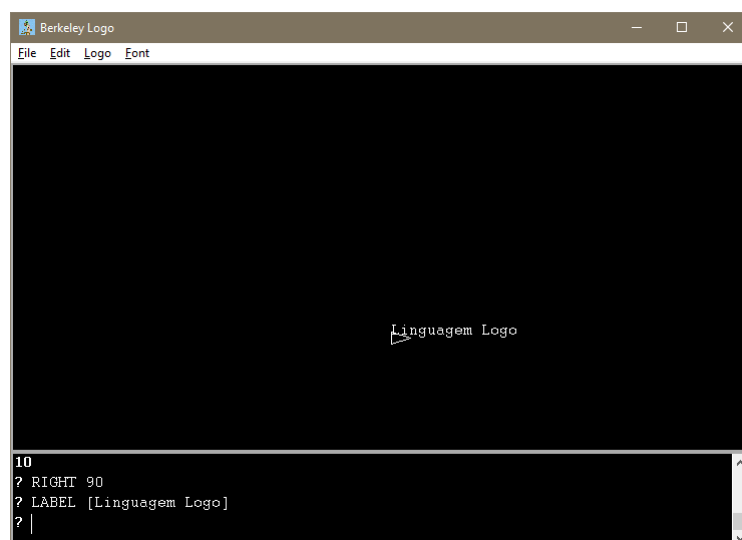 Berkeley Logo
File Edit Logo Font
Linguagem Logo
10
? RIGHT 90
? LABEL [Linguagem Logo]
?